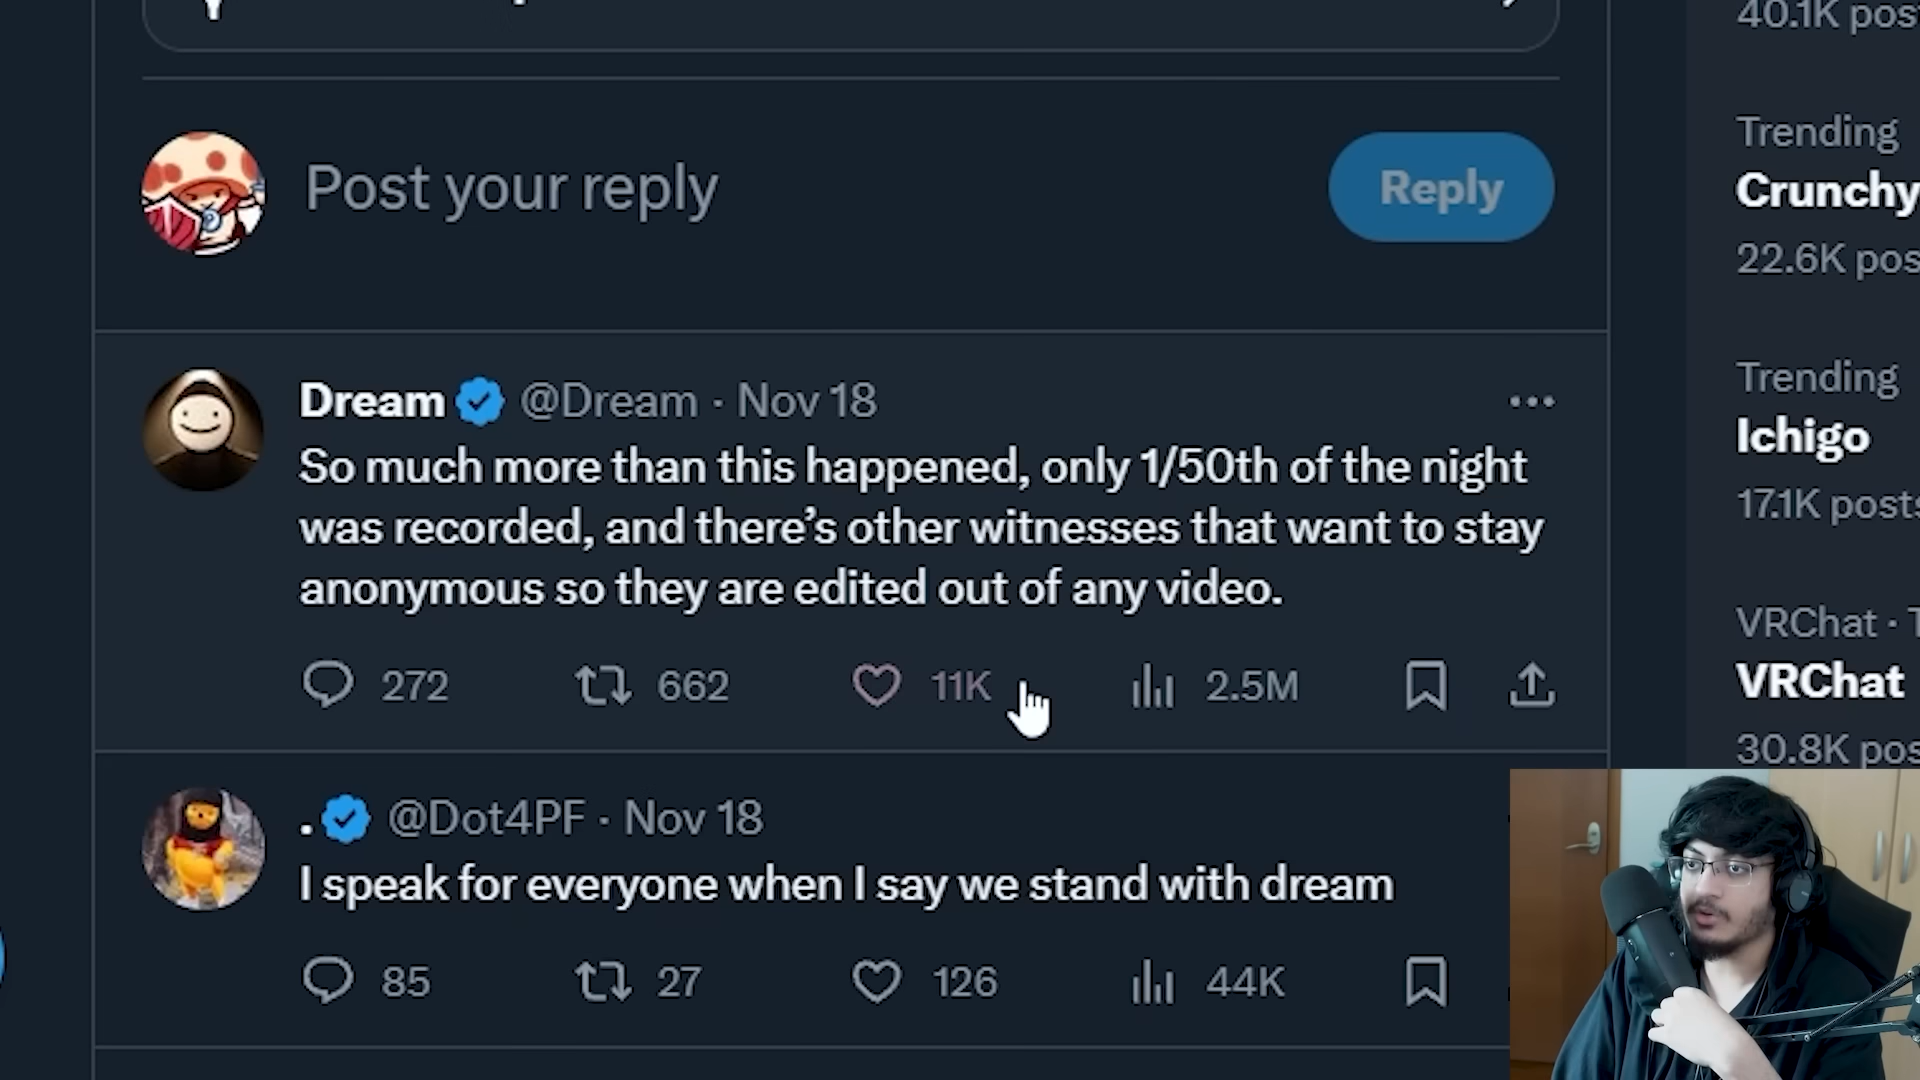 40.1K pos
Trending
Crunchy
22.6K pos
Post your reply
Reply
Trending
Ichigo
17.1K posts
Dream @Dream · Nov 18
So much more than this happened, only 1/50th of the night
was recorded, and there’s other witnesses that want to stay
anonymous so they are edited out of any video.
272 662 11K 2.5M
VRChat · T
VRChat
30.8K pos
. @Dot4PF · Nov 18
I speak for everyone when I say we stand with dream
85 27 126 44K